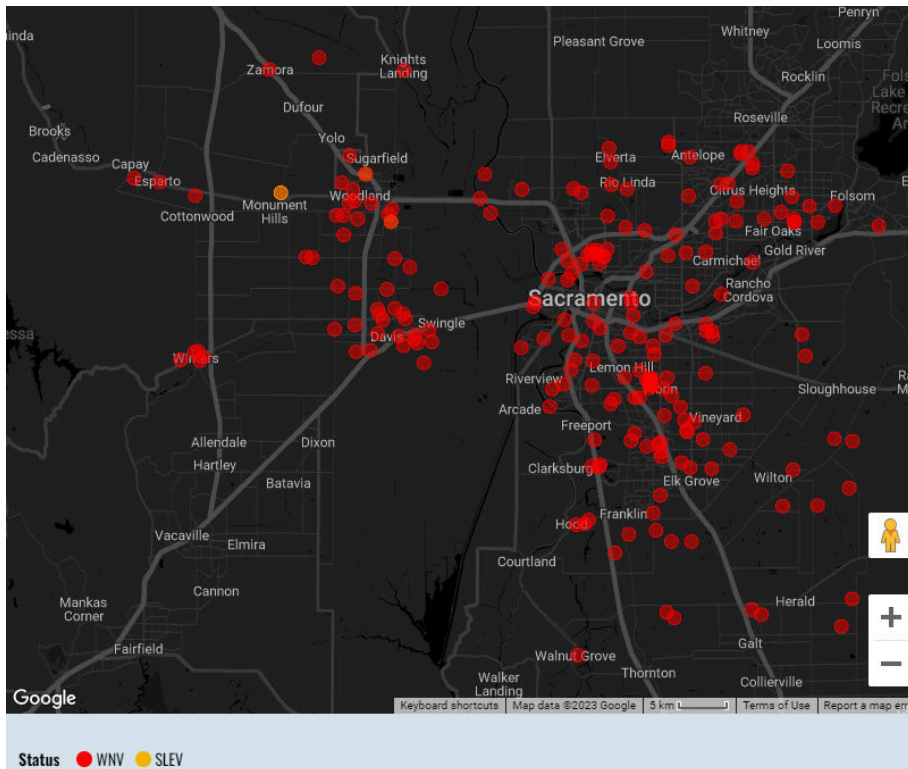 Penryn
Whitney
Loomis
Pleasant Grove
Knights
Landing
Zamora
Rocklin
Dufour
Roseville
Brooks
Yolo
Cadenasso
Capay
Sugarfield
Elverta
Antelope
Esparto
Rio Linda
Citrus Heights
Woodland
Folsom
Cottonwood
Monument
Hills
Fair Oaks
Gold River
Carmichael
Rancho
Cordova
Sacramento
Swingle
Davis
Winters
Lemon Hill
Riverview
Florin
Sloughhouse
Arcade
Vineyard
Freeport
Allendale
Dixon
Hartley
Clarksburg
Wilton
Batavia
Elk Grove
Franklin
Hood
Vacaville
Elmira
Courtland
Cannon
Mankas
Corner
Herald
Fairfield
Galt
Walnut Grove
Walker
Landing
Thornton
Collierville
Google
Keyboard shortcuts Map data ©2023 Google 5 km Terms of Use Report a map err
Status WNV SLEV